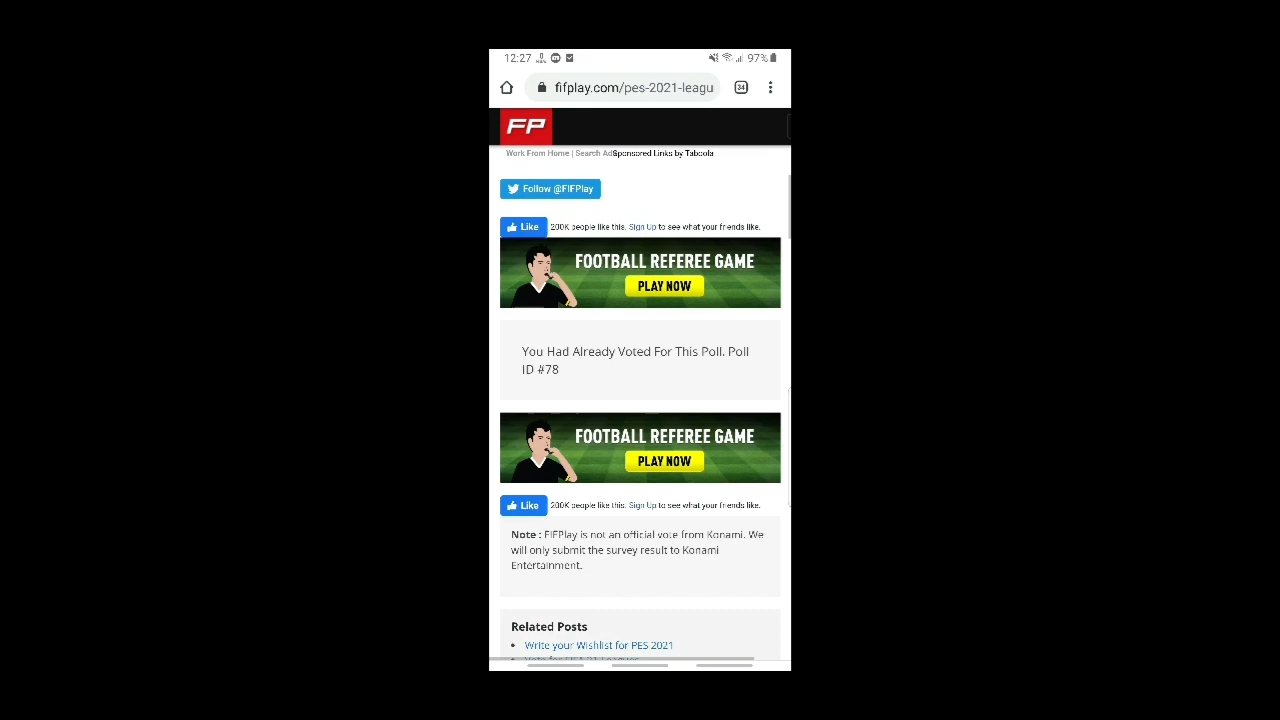 12:27 97%
fifplay.com/pes-2021-leagu 34
FP
Work From Home | Search Ad Sponsored Links by Taboola
Follow @FIFPlay
Like 200K people like this. Sign Up to see what your friends like.
FOOTBALL REFEREE GAME
PLAY NOW
You Had Already Voted For This Poll. Poll
ID #78
FOOTBALL REFEREE GAME
PLAY NOW
Like 200K people like this. Sign Up to see what your friends like.
Note : FIFPlay is not an official vote from Konami. We
will only submit the survey result to Konami
Entertainment.
Related Posts
Write your Wishlist for PES 2021